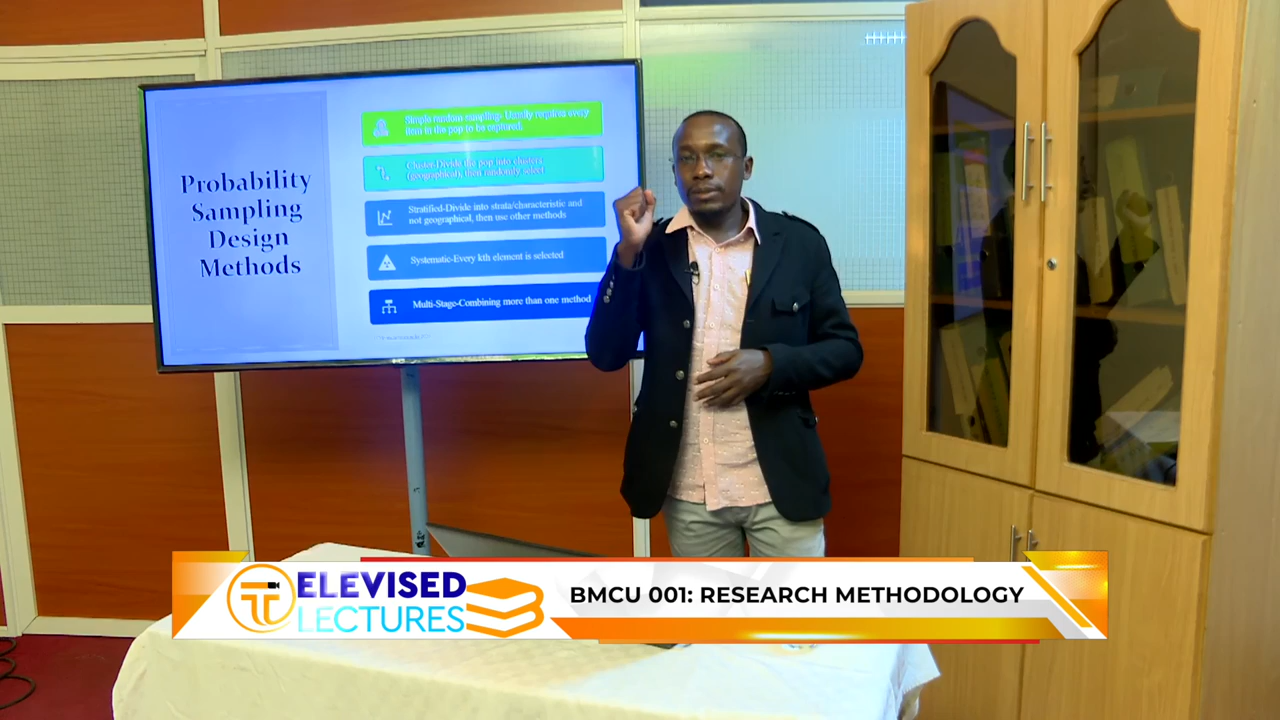 Probability
Sampling
Design
Methods
Simple random sampling- Usually requires every
item in the pop to be captured.
Cluster-Divide the pop into clusters
(geographical), then randomly select
Stratified-Divide into strata/characteristic and
not geographical, then use other methods
Systematic-Every kth element is selected
Multi-Stage-Combining more than one method
TELEVISED
LECTURES
BMCU 001: RESEARCH METHODOLOGY